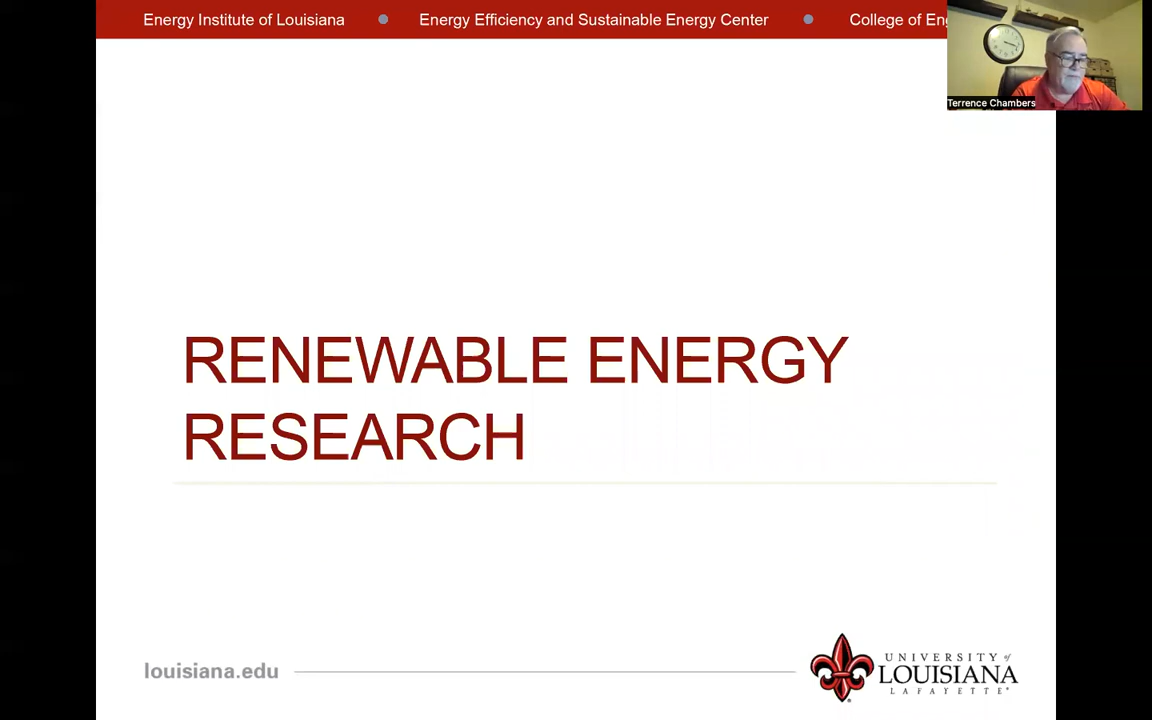 Energy Institute of Louisiana • Energy Efficiency and Sustainable Energy Center • College of
Terrence Chambers
RENEWABLE ENERGY
RESEARCH
louisiana.edu
UNIVERSITY of
LOUISIANA
LAFAYETTE